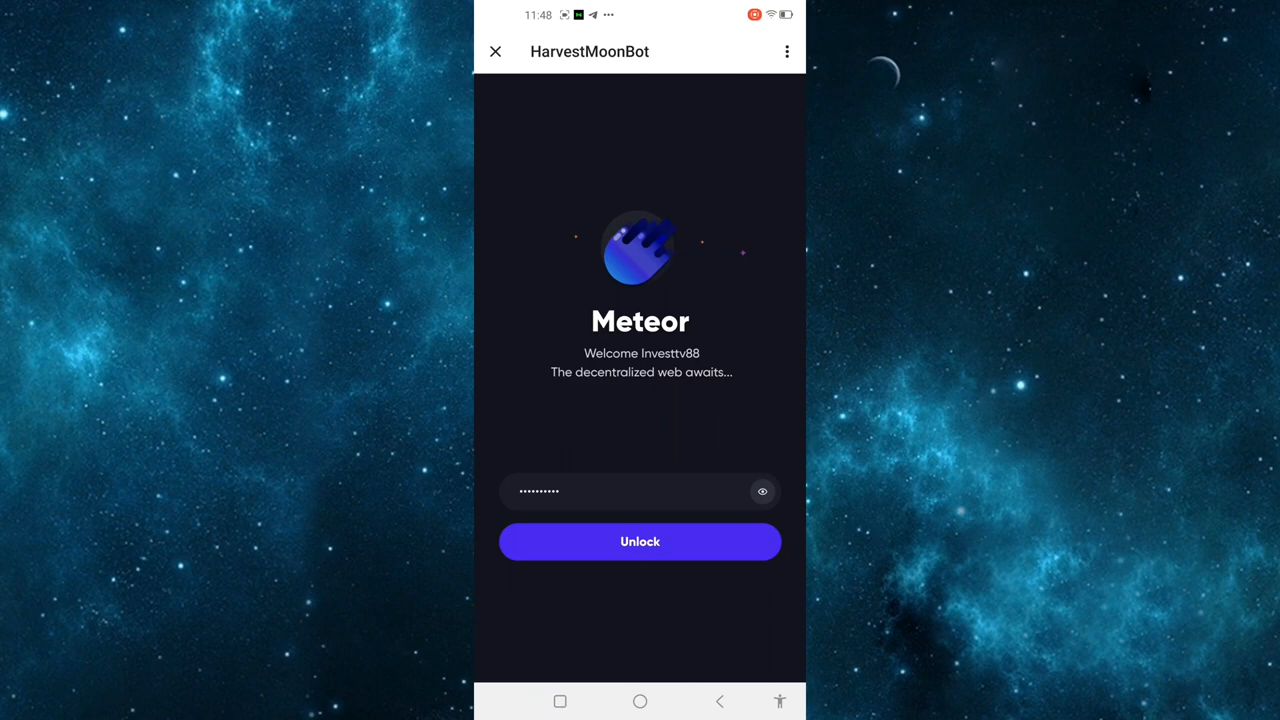 11:48
HarvestMoonBot
Meteor
Welcome Investtv88
The decentralized web awaits...
••••••••••
Unlock